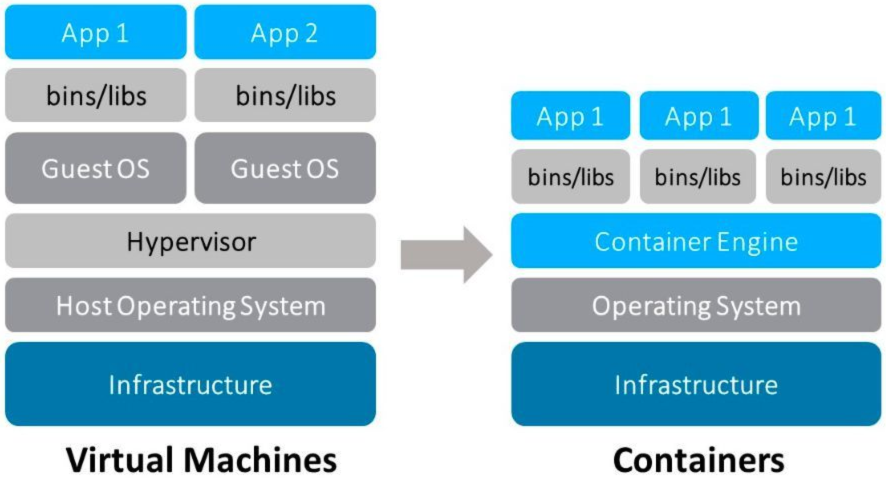 App 1
App 2
bins/libs
bins/libs
Guest OS
Guest OS
Hypervisor
Host Operating System
Infrastructure
Virtual Machines
App 1
App 1
App 1
bins/libs
bins/libs
bins/libs
Container Engine
Operating System
Infrastructure
Containers